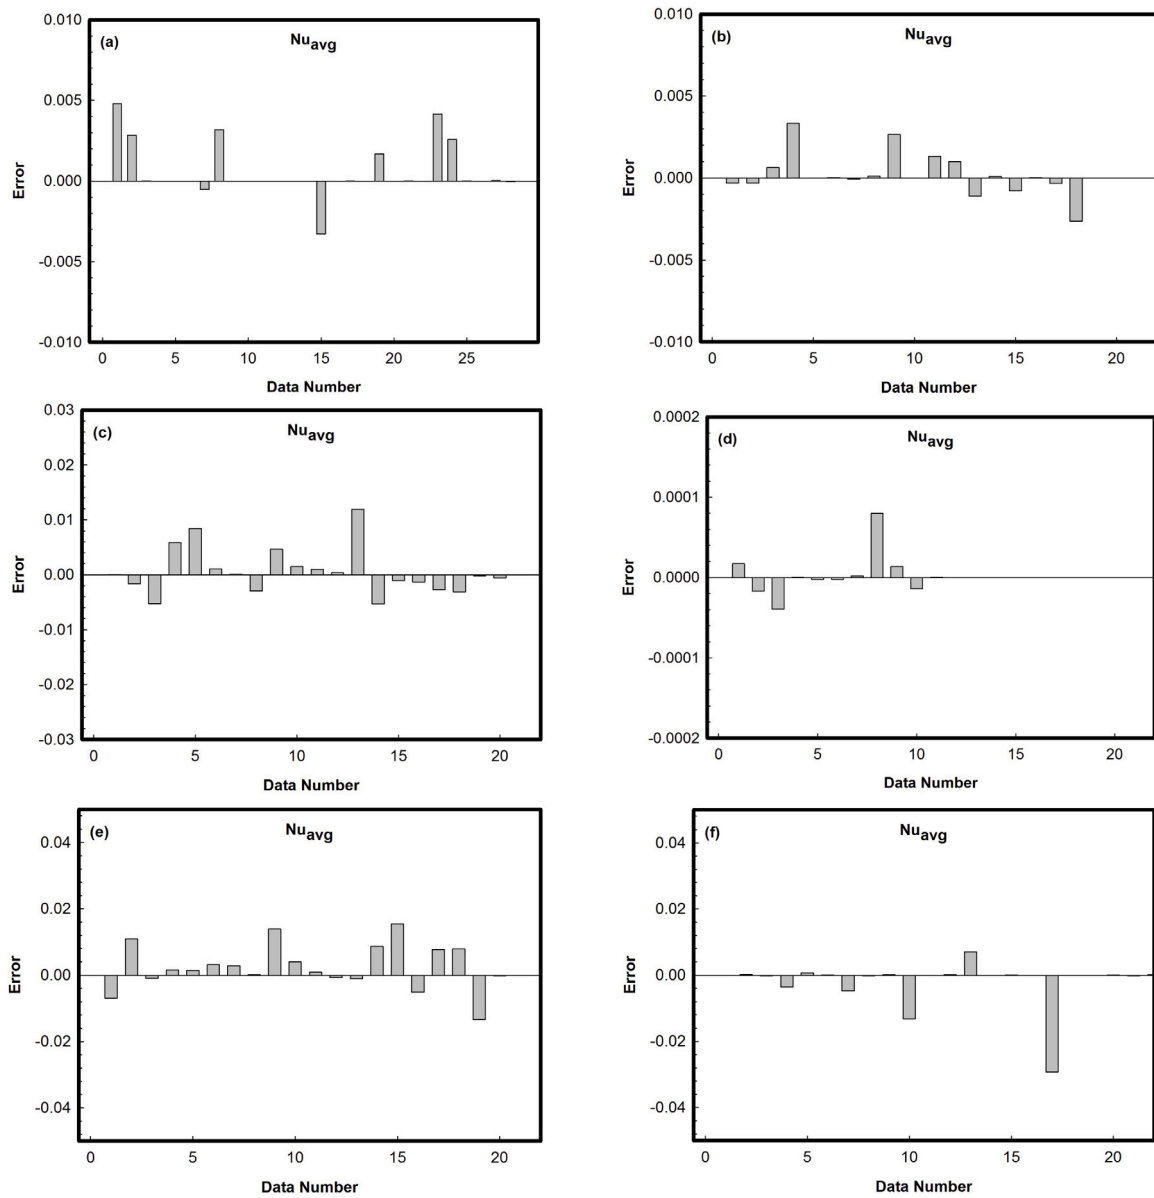 (a)
Nu_avg
0.010
0.005
0.000
-0.005
-0.010
Error
0
5
15
20
25
Data Number
(b)
Nu_avg
0.010
0.005
0.000
-0.005
-0.010
Error
0
5
10
15
20
Data Number
(c)
Nu_avg
0.03
0.02
0.01
0.00
-0.01
-0.02
-0.03
Error
0
5
10
15
20
Data Number
(d)
Nu_avg
0.0002
0.0001
0.0000
-0.0001
-0.0002
Error
0
5
10
15
20
Data Number
(e)
Nu_avg
0.04
0.02
0.00
-0.02
-0.04
Error
0
5
10
15
20
Data Number
(f)
Nu_avg
0.04
0.02
0.00
-0.02
-0.04
Error
0
5
10
15
20
Data Number